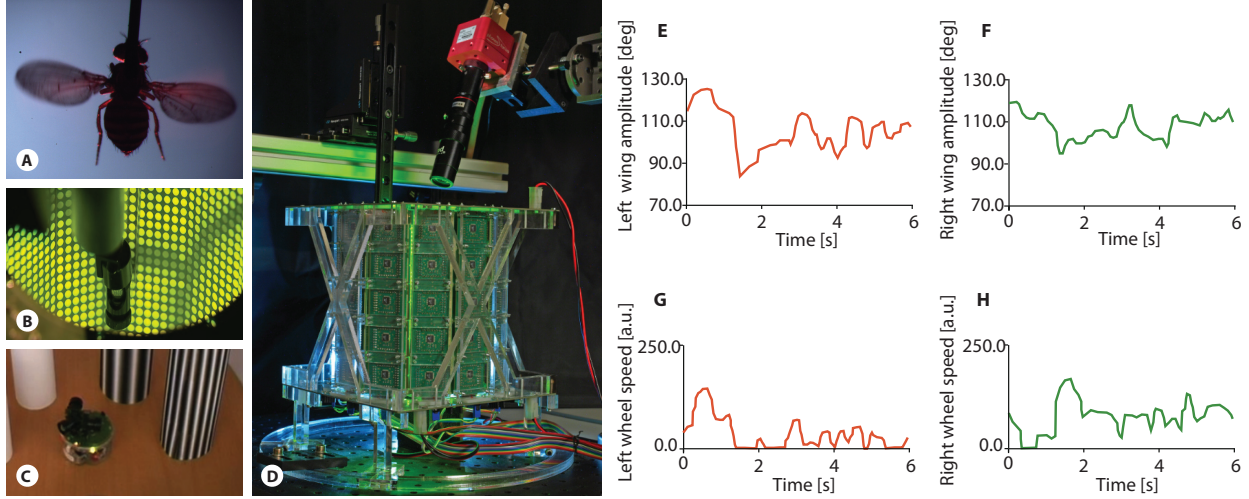 A
B
C
D
E
Left wing amplitude [deg]
130.0
110.0
90.0
70.0
0 2 4 6
Time [s]
F
Right wing amplitude [deg]
130.0
110.0
90.0
70.0
0 2 4 6
Time [s]
G
Left wheel speed [a.u.]
250.0
0.0
0 2 4 6
Time [s]
H
Right wheel speed [a.u.]
250.0
0.0
0 2 4 6
Time [s]